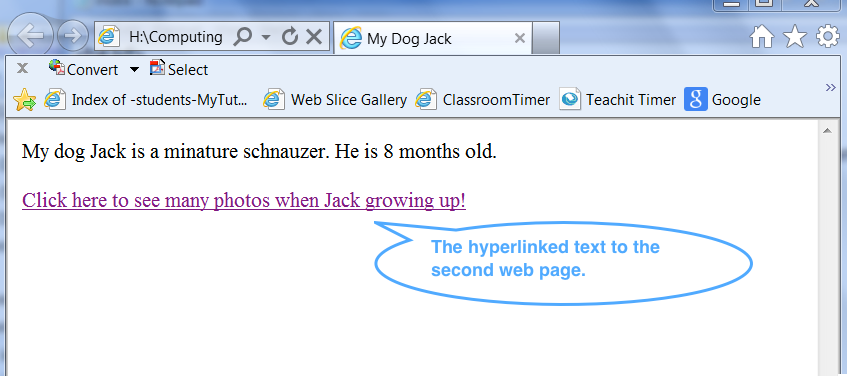 H:\Computing
My Dog Jack
Convert Select
Index of -students-MyTut... Web Slice Gallery ClassroomTimer Teachit Timer Google
My dog Jack is a minature schnauzer. He is 8 months old.
Click here to see many photos when Jack growing up!
The hyperlinked text to the
second web page.